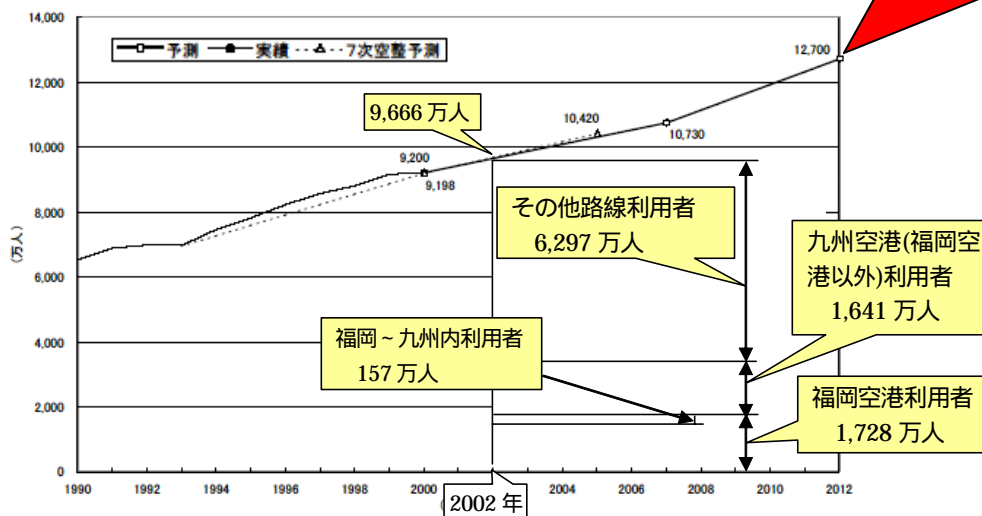 14,000
12,000
10,000
8,000
6,000
4,000
2,000
0
(万人)
予測 実績 7次空整予測
12,700
9,666 万人
10,420
10,730
9,200
9,198
その他路線利用者
6,297 万人
九州空港(福岡空
港以外)利用者
1,641 万人
福岡~九州内利用者
157 万人
福岡空港利用者
1,728 万人
1990 1992 1994 1996 1998 2000 2004 2006 2008 2010 2012
2002 年